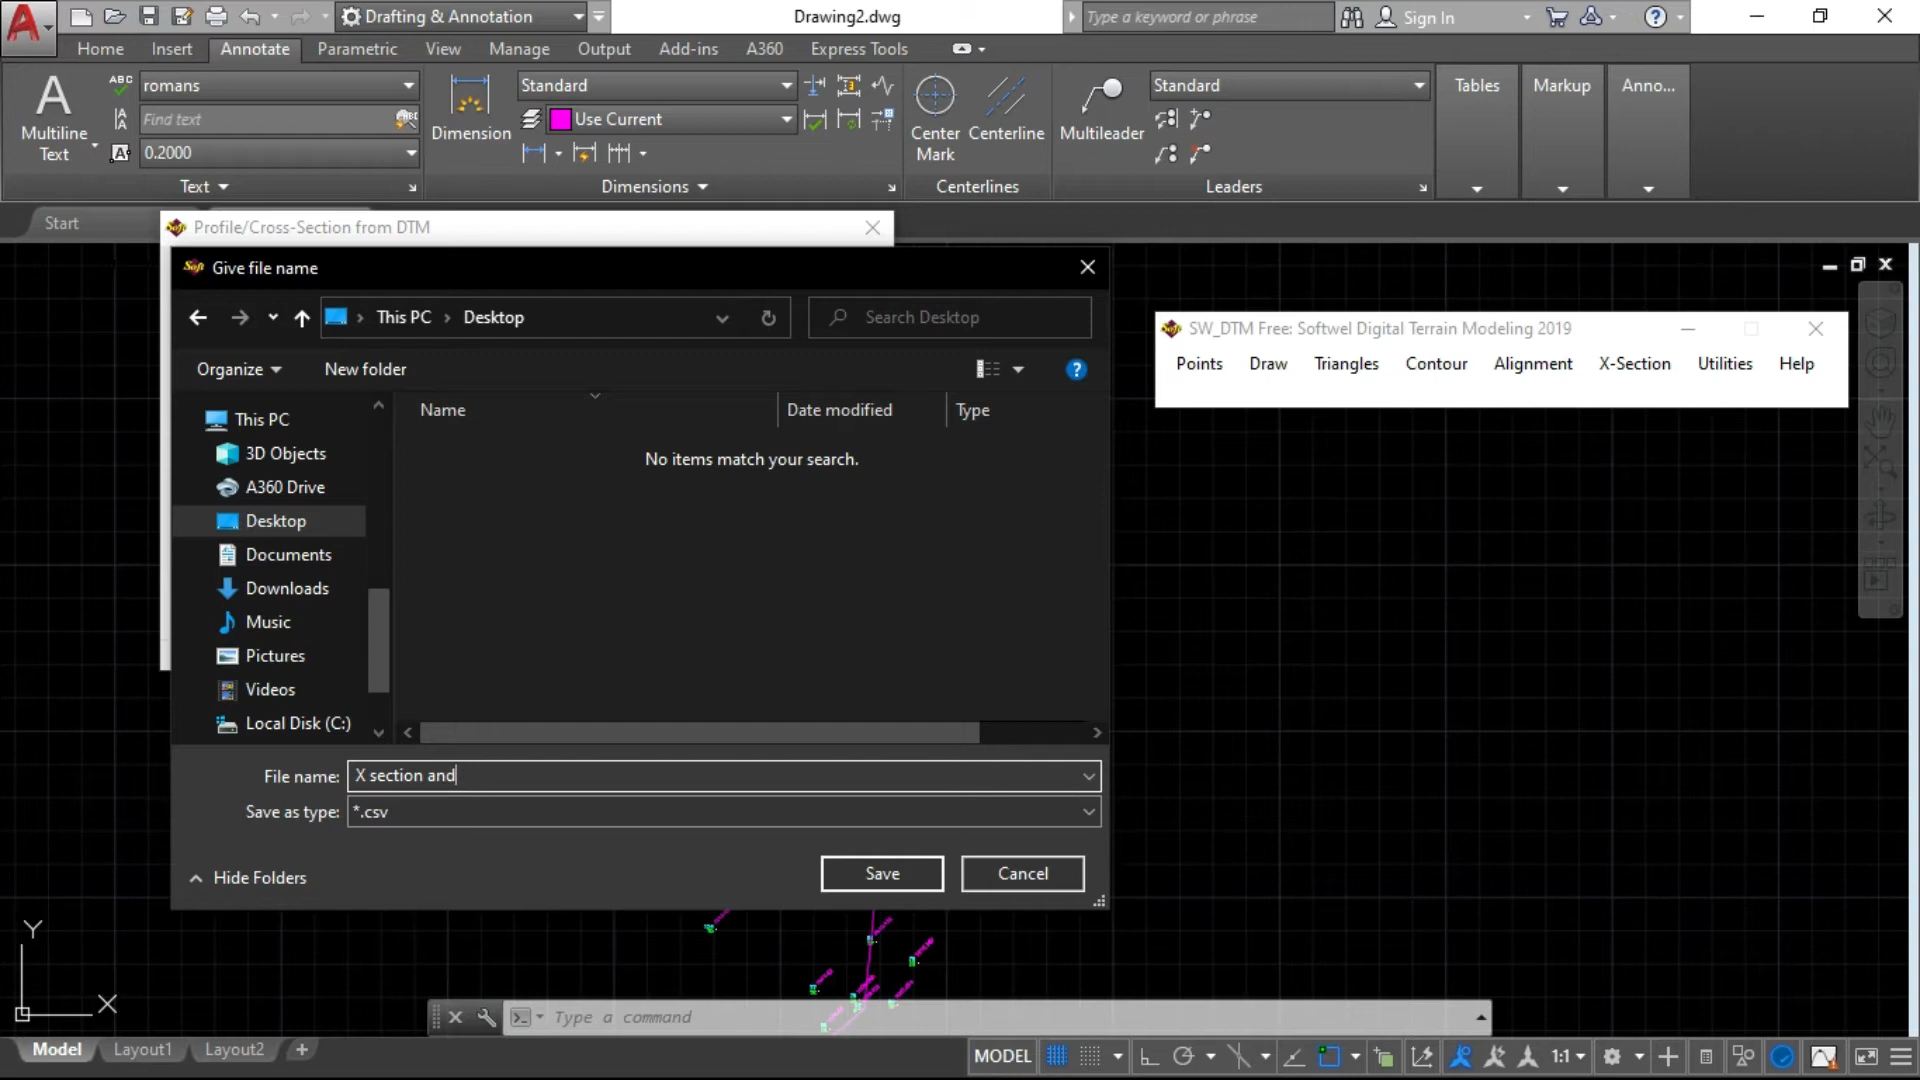 Drafting & Annotation
Drawing2.dwg
Type a keyword or phrase
Sign In
Home Insert Annotate Parametric View Manage Output Add-ins A360 Express Tools
Multiline
Text
ABC
romans
Find text
ABC
0.2000
Dimension
Standard
Use Current
Center
Mark
Centerline
Multileader
Standard
Tables
Markup
Anno...
Text
Dimensions
Centerlines
Leaders
Start
Profile/Cross-Section from DTM
Give file name
This PC > Desktop
Search Desktop
Organize
New folder
Name
Date modified
Type
No items match your search.
This PC
3D Objects
A360 Drive
Desktop
Documents
Downloads
Music
Pictures
Videos
Local Disk (C:)
File name: X section and
Save as type: *.csv
Hide Folders
Save
Cancel
SW_DTM Free: Softwel Digital Terrain Modeling 2019
Points Draw Triangles Contour Alignment X-Section Utilities Help
Y
X
Type a command
Model Layout1 Layout2 +
MODEL
1:1